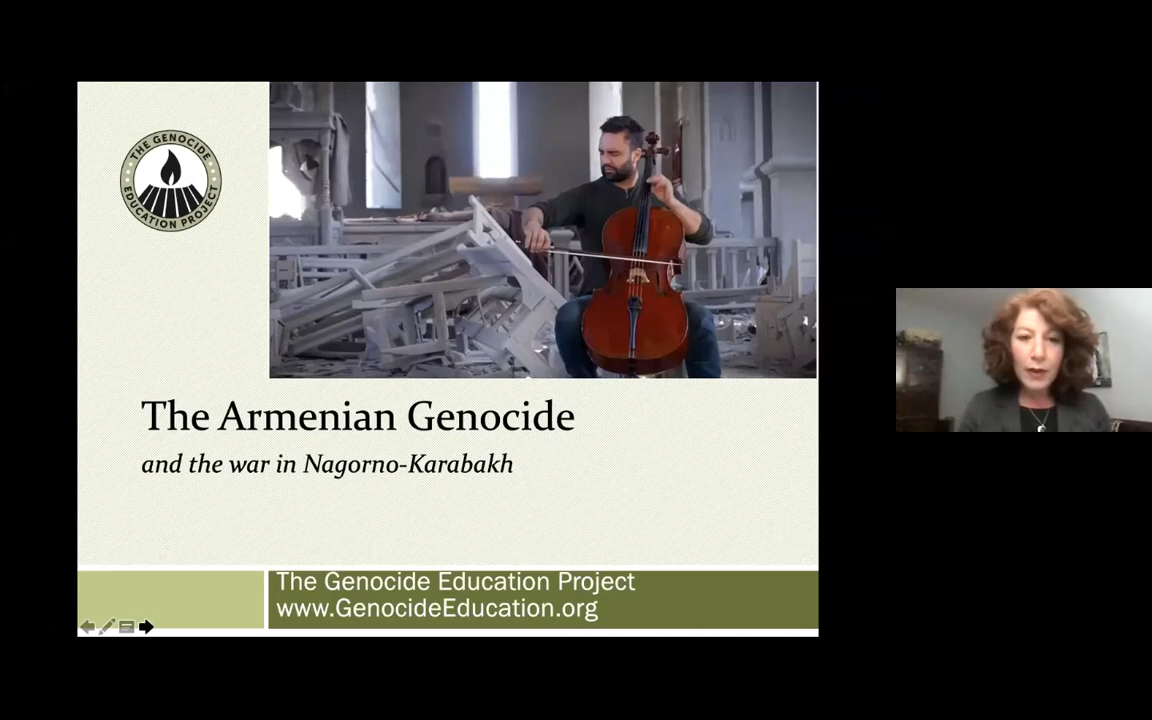 THE GENOCIDE
EDUCATION PROJECT
The Armenian Genocide
and the war in Nagorno-Karabakh
The Genocide Education Project
www.GenocideEducation.org